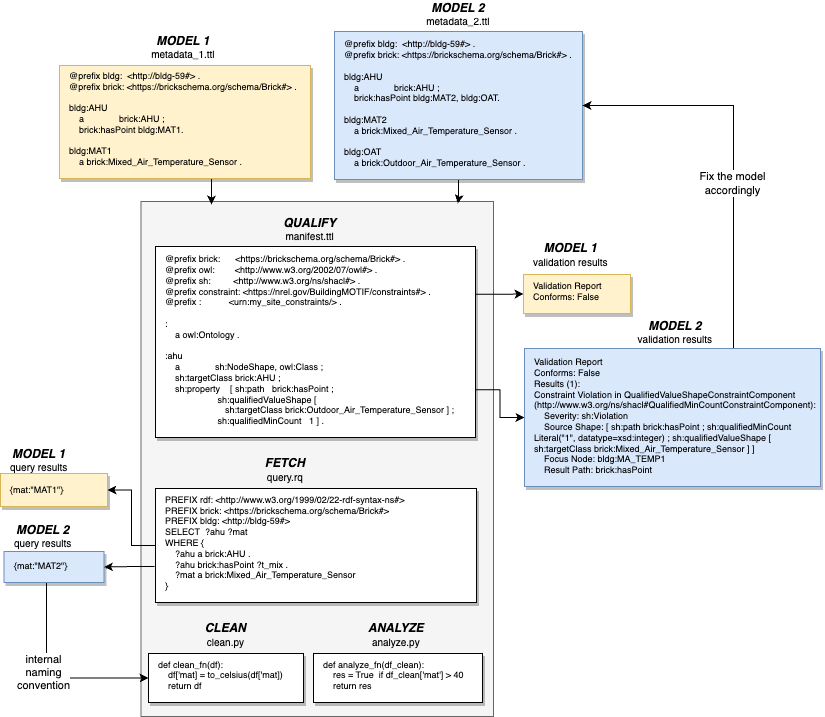 MODEL 1
metadata_1.ttl
@prefix bldg: <http://bldg-59#> .
@prefix brick: <https://brickschema.org/schema/Brick#> .
bldg:AHU
a brick:AHU ;
brick:hasPoint bldg:MAT1.
bldg:MAT1
a brick:Mixed_Air_Temperature_Sensor .
MODEL 2
metadata_2.ttl
@prefix bldg: <http://bldg-59#> .
@prefix brick: <https://brickschema.org/schema/Brick#> .
bldg:AHU
a brick:AHU ;
brick:hasPoint bldg:MAT2, bldg:OAT.
bldg:MAT2
a brick:Mixed_Air_Temperature_Sensor .
bldg:OAT
a brick:Outdoor_Air_Temperature_Sensor .
Fix the model
accordingly
QUALIFY
manifest.ttl
@prefix brick: <https://brickschema.org/schema/Brick#> .
@prefix owl: <http://www.w3.org/2002/07/owl#> .
@prefix sh: <http://www.w3.org/ns/shacl#> .
@prefix constraint: <https://nrel.gov/BuildingMOTIF/constraints#> .
@prefix : <urn:my_site_constraints/> .
:
a owl:Ontology .
:ahu
a sh:NodeShape, owl:Class ;
sh:targetClass brick:AHU ;
sh:property [ sh:path brick:hasPoint ;
sh:qualifiedValueShape [
sh:targetClass brick:Outdoor_Air_Temperature_Sensor ] ;
sh:qualifiedMinCount 1 ] .
MODEL 1
validation results
Validation Report
Conforms: False
MODEL 2
validation results
Validation Report
Conforms: False
Results (1):
Constraint Violation in QualifiedValueShapeConstraintComponent
(http://www.w3.org/ns/shacl#QualifiedMinCountConstraintComponent):
Severity: sh:Violation
Source Shape: [ sh:path brick:hasPoint ; sh:qualifiedMinCount
Literal("1", datatype=xsd:integer) ; sh:qualifiedValueShape [
sh:targetClass brick:Mixed_Air_Temperature_Sensor ] ]
Focus Node: bldg:MA_TEMP1
Result Path: brick:hasPoint
FETCH
query.rq
PREFIX rdf: <http://www.w3.org/1999/02/22-rdf-syntax-ns#>
PREFIX brick: <https://brickschema.org/schema/Brick#>
PREFIX bldg: <http://bldg-59#>
SELECT ?ahu ?mat
WHERE {
?ahu a brick:AHU .
?ahu brick:hasPoint ?t_mix .
?mat a brick:Mixed_Air_Temperature_Sensor
}
MODEL 1
query results
{mat:"MAT1"}
MODEL 2
query results
{mat:"MAT2"}
internal
naming
convention
CLEAN
clean.py
def clean_fn(df):
df['mat] = to_celsius(df['mat])
return df
ANALYZE
analyze.py
def analyze_fn(df_clean):
res = True if df_clean['mat'] > 40
return res